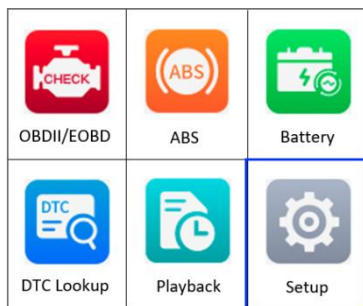 CHECK
ABS
OBDII/EOBD
ABS
Battery
DTC
DTC Lookup
Playback
Setup